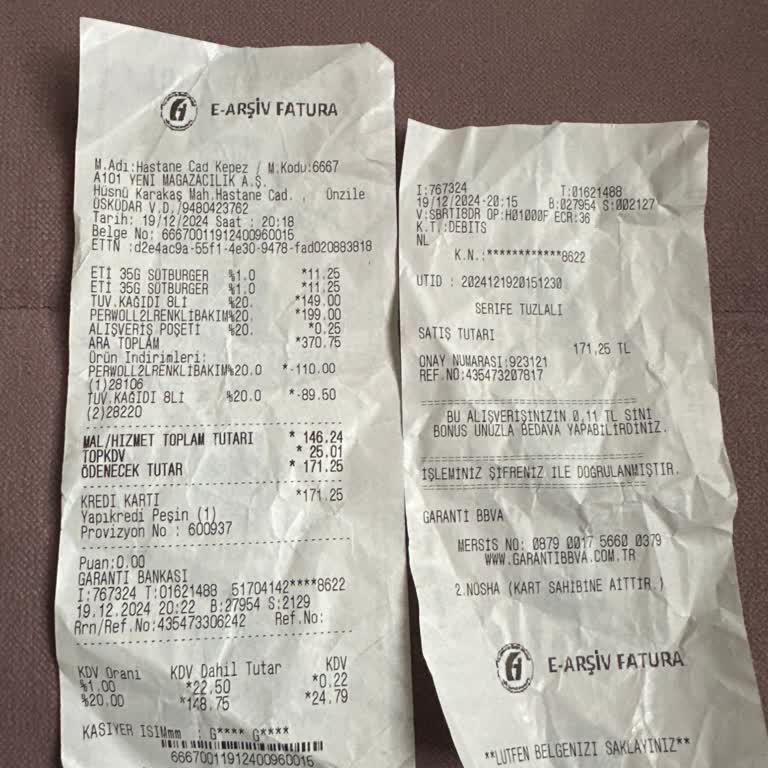 E-ARŞİV FATURA
M.Adı:Hastane Cad Kepez / M.Kodu:6667
A101 YENİ MAĞAZACILIK A.Ş.
Hüsnü Karakaş Mah.Hastane Cad. , Ünzile
ÜSKÜDAR V.D./9480423762
Tarih: 19/12/2024 Saat : 20:18
Belge No: 66670011912400960015
ETTN :d2e4ac9a-55f1-4e30-9478-fad020883818
ETİ 35G SÜTBURGER %1.0 *11.25
ETİ 35G SÜTBURGER %1.0 *11.25
TUV.KAĞIDI 8Lİ %20. *149.00
PERWOLL2LRENKLİBAKIM%20. *199.00
ALIŞVERİŞ POŞETİ %20. *0.25
ARA TOPLAM *370.75
Ürün İndirimleri:
PERWOLL2LRENKLİBAKIM%20.0 *-110.00
(1)28106
TUV.KAĞIDI 8Lİ %20.0 *-89.50
(2)28220
MAL/HİZMET TOPLAM TUTARI * 146.24
TOPKDV * 25.01
ÖDENECEK TUTAR * 171.25
KREDİ KARTI *171.25
Yapıkredi Peşin (1)
Provizyon No : 600937
Puan:0.00
GARANTİ BANKASI
I:767324 T:01621488 51704142****8622
19.12.2024 20:22 B:27954 S:2129
Rrn/Ref.No:435473306242 Ref.No:
KDV Oranı KDV Dahil Tutar KDV
%1.00 *22.50 *0.22
%20.00 *148.75 *24.79
KASİYER ISIMmm : G**** G****
66670011912400960015
I:767324 T:01621488
19/12/2024-20:15 B:027954 S:002127
V:SBRTI8DR OP:H01000F ECR:36
K.T.:DEBITS
NL
K.N.:************8622
UTID : 2024121920151230
SERIFE TUZLALI
SATIŞ TUTARI
171,25 TL
ONAY NUMARASI:923121
REF.NO:435473207817
BU ALIŞVERİŞİNİZİN 0,11 TL SİNİ
BONUS UNUZLA BEDAVA YAPABİLİRDİNİZ.
İŞLEMİNİZ ŞİFRENİZ İLE DOĞRULANMIŞTIR.
GARANTI BBVA
MERSIS NO: 0879 0017 5660 0379
WWW.GARANTIBBVA.COM.TR
2.NÜSHA (KART SAHİBİNE AİTTİR.)
E-ARŞİV FATURA
**LÜTFEN BELGENİZİ SAKLAYINIZ**